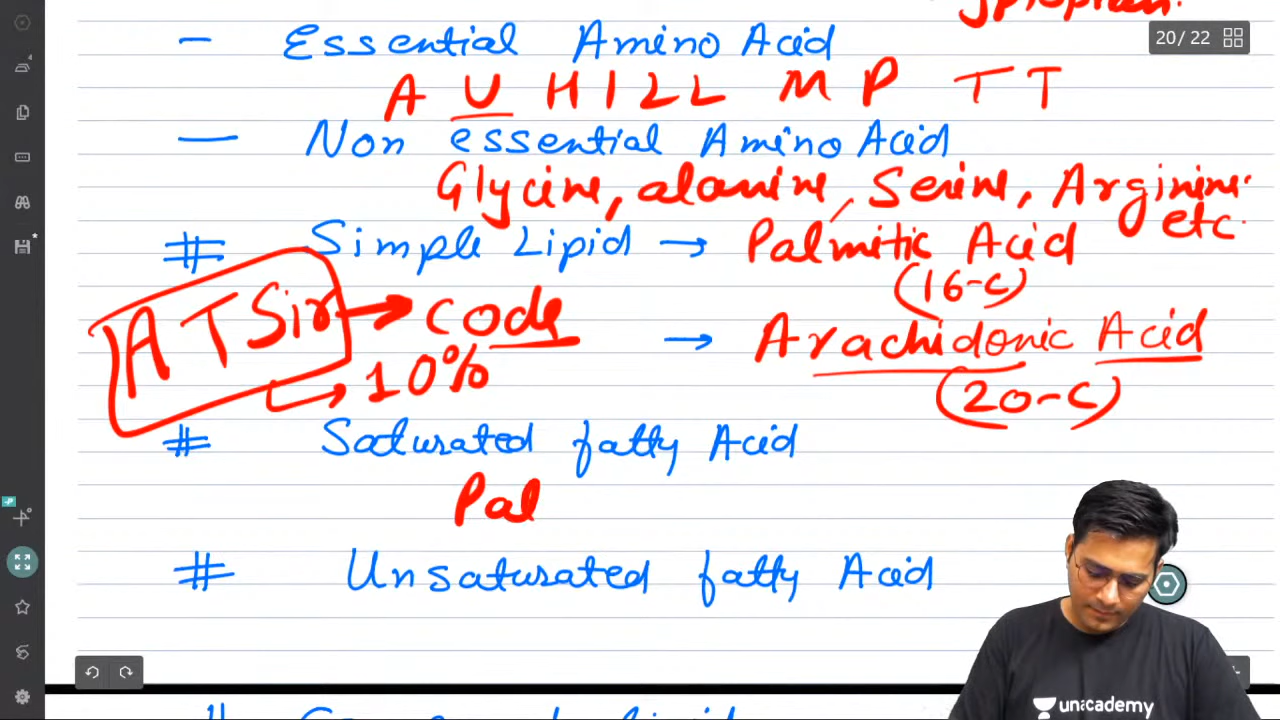 20 / 22
- Essential Amino Acid
A U H I L L M P T T
- Non essential Amino Acid
Glycine, alanine, Serine, Arginine etc.
# Simple Lipid → Palmitic Acid
(16-C)
AT Sir → code
→ 10%
→ Arachidonic Acid
(20-C)
# Saturated fatty Acid
Pal
# Unsaturated fatty Acid
unacademy